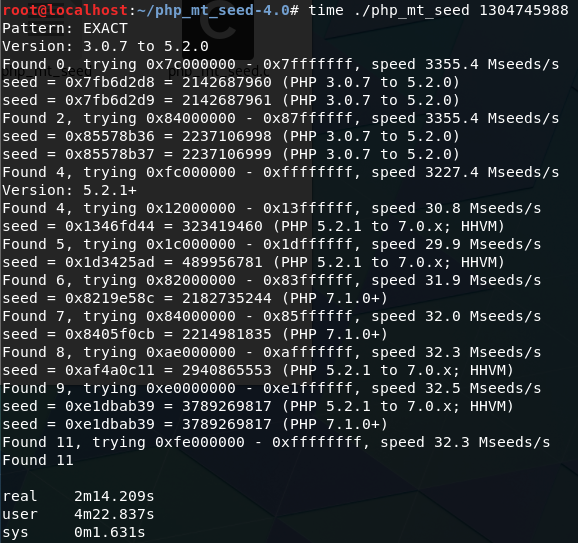 root@localhost:~/php_mt_seed-4.0# time ./php_mt_seed 1304745988
Pattern: EXACT
Version: 3.0.7 to 5.2.0
Found 0, trying 0x7c000000 - 0x7fffffff, speed 3355.4 Mseeds/s
seed = 0x7fb6d2d8 = 2142687960 (PHP 3.0.7 to 5.2.0)
seed = 0x7fb6d2d9 = 2142687961 (PHP 3.0.7 to 5.2.0)
Found 2, trying 0x84000000 - 0x87ffffff, speed 3355.4 Mseeds/s
seed = 0x85578b36 = 2237106998 (PHP 3.0.7 to 5.2.0)
seed = 0x85578b37 = 2237106999 (PHP 3.0.7 to 5.2.0)
Found 4, trying 0xfc000000 - 0xffffffff, speed 3227.4 Mseeds/s
Version: 5.2.1+
Found 4, trying 0x12000000 - 0x13ffffff, speed 30.8 Mseeds/s
seed = 0x1346fd44 = 323419460 (PHP 5.2.1 to 7.0.x; HHVM)
Found 5, trying 0x1c000000 - 0x1dffffff, speed 29.9 Mseeds/s
seed = 0x1d3425ad = 489956781 (PHP 5.2.1 to 7.0.x; HHVM)
Found 6, trying 0x82000000 - 0x83ffffff, speed 31.9 Mseeds/s
seed = 0x8219e58c = 2182735244 (PHP 7.1.0+)
Found 7, trying 0x84000000 - 0x85ffffff, speed 32.0 Mseeds/s
seed = 0x8405f0cb = 2214981835 (PHP 7.1.0+)
Found 8, trying 0xae000000 - 0xafffffff, speed 32.3 Mseeds/s
seed = 0xaf4a0c11 = 2940865553 (PHP 5.2.1 to 7.0.x; HHVM)
Found 9, trying 0xe0000000 - 0xe1ffffff, speed 32.5 Mseeds/s
seed = 0xe1dbab39 = 3789269817 (PHP 5.2.1 to 7.0.x; HHVM)
seed = 0xe1dbab39 = 3789269817 (PHP 7.1.0+)
Found 11, trying 0xfe000000 - 0xffffffff, speed 32.3 Mseeds/s
Found 11
real 2m14.209s
user 4m22.837s
sys 0m1.631s